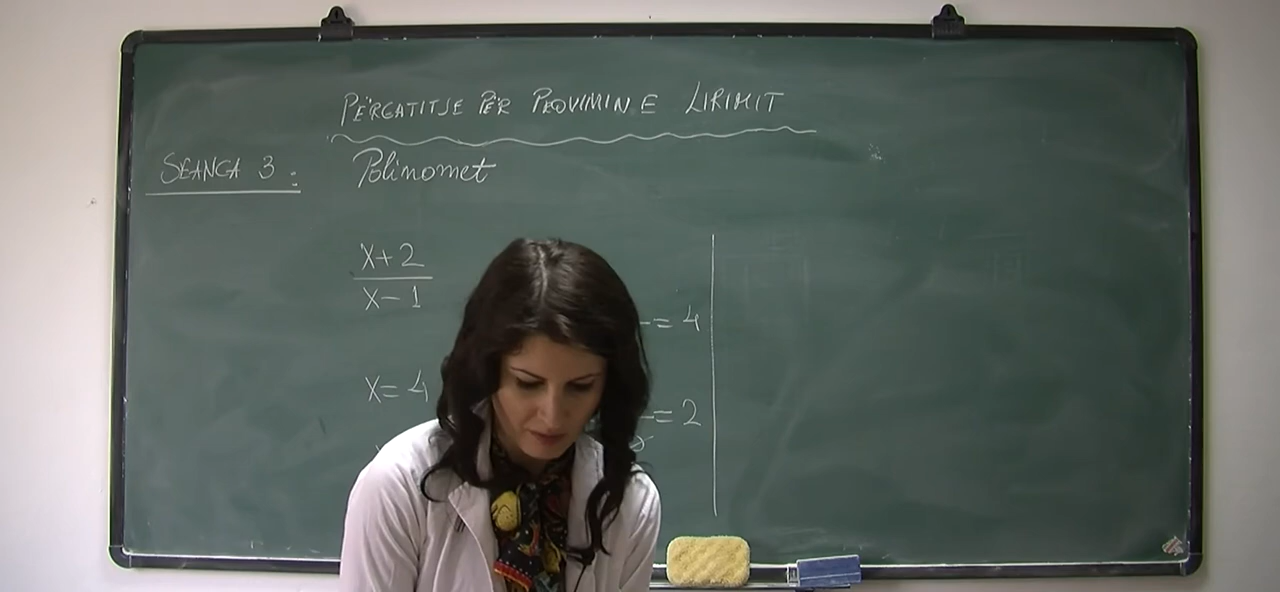 PËRGATITJE PËR PROVIMIN E LIRIMIT
SEANCA 3: Polinomet
x+2
x-1
= 4
x= 4
= 2